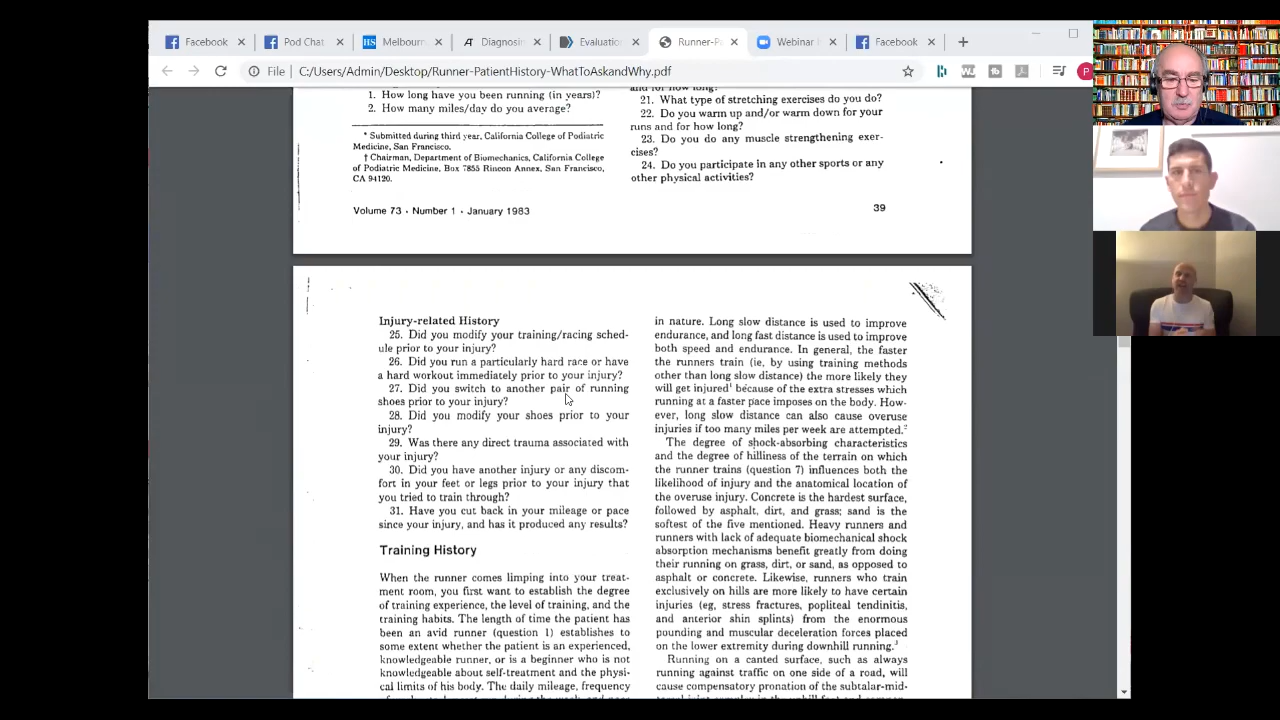 Facebook
Pod Chat
HS
Melbourn
Diagnosin
Evaluation
Runner-Pa
Webinar
Facebook
File
C:/Users/Admin/Desktop/Runner-PatientHistory-WhatToAskandWhy.pdf
P
1. How long have you been running (in years)?
2. How many miles/day do you average?
* Submitted during third year, California College of Podiatric
Medicine, San Francisco.
† Chairman, Department of Biomechanics, California College
of Podiatric Medicine, Box 7855 Rincon Annex, San Francisco,
CA 94120.
Volume 73 · Number 1 · January 1983
and for how long?
21. What type of stretching exercises do you do?
22. Do you warm up and/or warm down for your
runs and for how long?
23. Do you do any muscle strengthening exer-
cises?
24. Do you participate in any other sports or any
other physical activities?
39
Injury-related History
25. Did you modify your training/racing sched-
ule prior to your injury?
26. Did you run a particularly hard race or have
a hard workout immediately prior to your injury?
27. Did you switch to another pair of running
shoes prior to your injury?
28. Did you modify your shoes prior to your
injury?
29. Was there any direct trauma associated with
your injury?
30. Did you have another injury or any discom-
fort in your feet or legs prior to your injury that
you tried to train through?
31. Have you cut back in your mileage or pace
since your injury, and has it produced any results?
Training History
When the runner comes limping into your treat-
ment room, you first want to establish the degree
of training experience, the level of training, and the
training habits. The length of time the patient has
been an avid runner (question 1) establishes to
some extent whether the patient is an experienced,
knowledgeable runner, or is a beginner who is not
knowledgeable about self-treatment and the physi-
cal limits of his body. The daily mileage, frequency
in nature. Long slow distance is used to improve
endurance, and long fast distance is used to improve
both speed and endurance. In general, the faster
the runners train (ie, by using training methods
other than long slow distance) the more likely they
will get injured¹ because of the extra stresses which
running at a faster pace imposes on the body. How-
ever, long slow distance can also cause overuse
injuries if too many miles per week are attempted.²
The degree of shock-absorbing characteristics
and the degree of hilliness of the terrain on which
the runner trains (question 7) influences both the
likelihood of injury and the anatomical location of
the overuse injury. Concrete is the hardest surface,
followed by asphalt, dirt, and grass; sand is the
softest of the five mentioned. Heavy runners and
runners with lack of adequate biomechanical shock
absorption mechanisms benefit greatly from doing
their running on grass, dirt, or sand, as opposed to
asphalt or concrete. Likewise, runners who train
exclusively on hills are more likely to have certain
injuries (eg, stress fractures, popliteal tendinitis,
and anterior shin splints) from the enormous
pounding and muscular deceleration forces placed
on the lower extremity during downhill running.³
Running on a canted surface, such as always
running against traffic on one side of a road, will
cause compensatory pronation of the subtalar-mid-